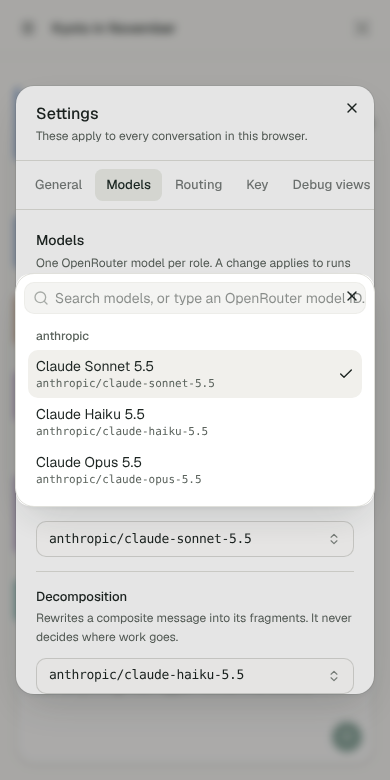 Settings
These apply to every conversation in this browser.
General Models Routing Key Debug views
Models
One OpenRouter model per role. A change applies to runs
Search models, or type an OpenRouter model ID.
anthropic
Claude Sonnet 5.5
anthropic/claude-sonnet-5.5
Claude Haiku 5.5
anthropic/claude-haiku-5.5
Claude Opus 5.5
anthropic/claude-opus-5.5
anthropic/claude-sonnet-5.5
Decomposition
Rewrites a composite message into its fragments. It never
decides where work goes.
anthropic/claude-haiku-5.5